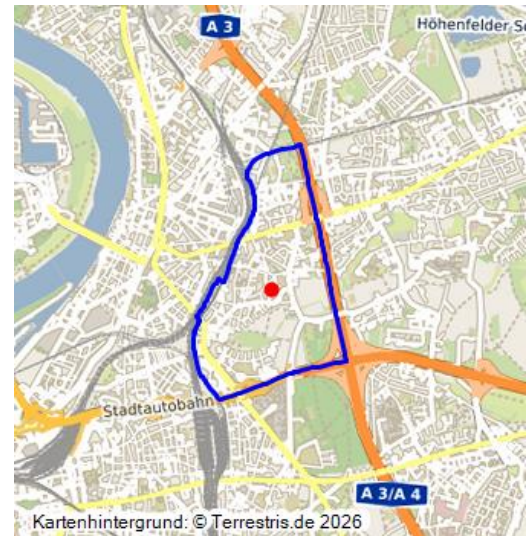 A 3
Höhenfelder Se
Stadtautobahn
A 3/A 4
Kartenhintergrund: © Terrestris.de 2026